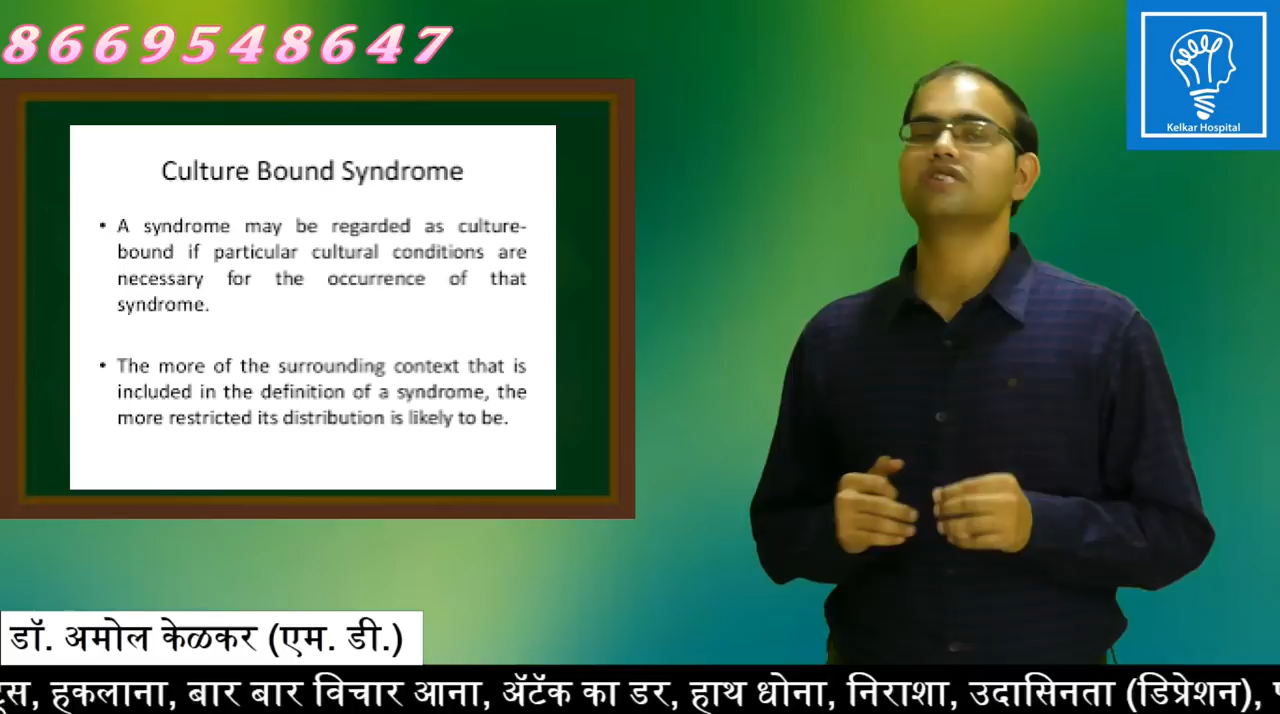 8669548647
Kelkar Hospital
Culture Bound Syndrome
• A syndrome may be regarded as culture-
bound if particular cultural conditions are
necessary for the occurrence of that
syndrome.
• The more of the surrounding context that is
included in the definition of a syndrome, the
more restricted its distribution is likely to be.
डॉ. अमोल केळकर (एम. डी.)
हकलाना, बार बार विचार आना, ॲटॅक का डर, हाथ धोना, निराशा, उदासिनता (डिप्रेशन),